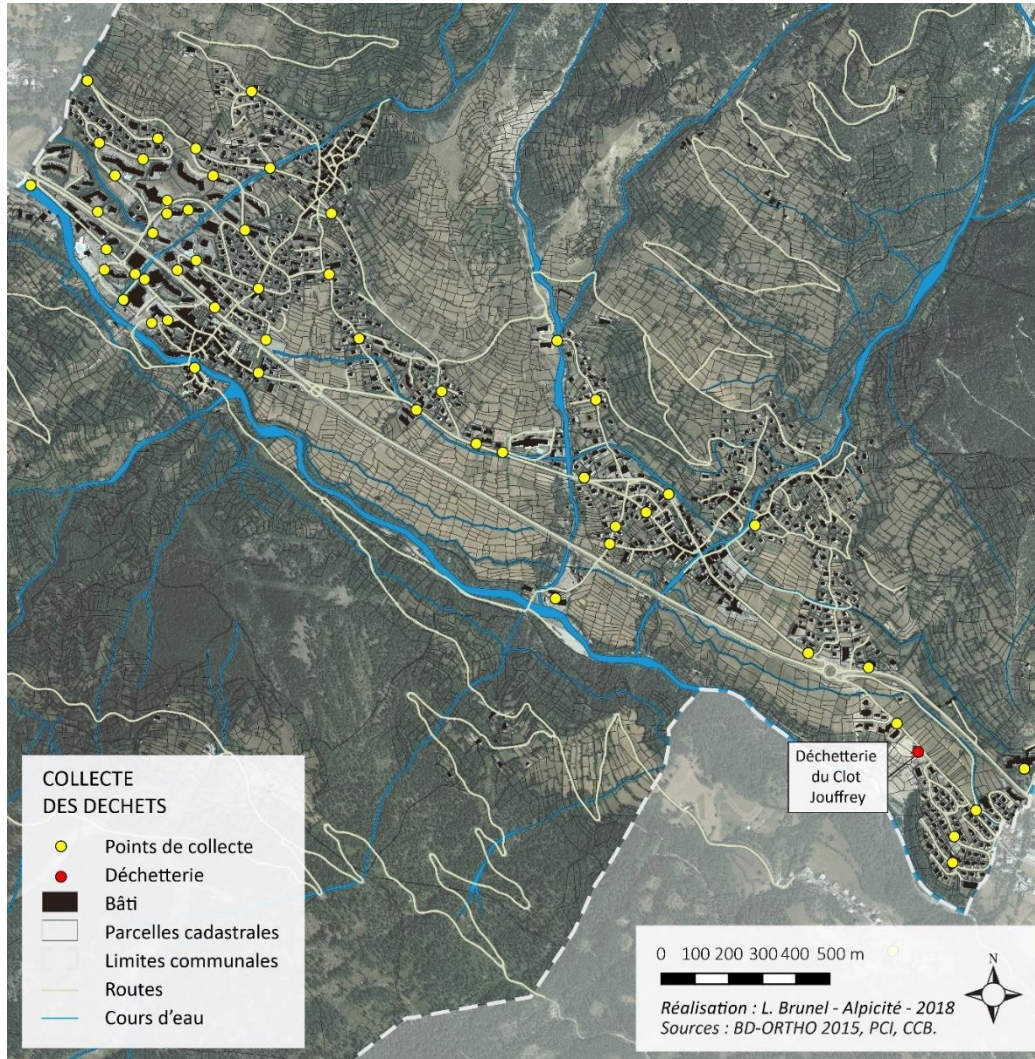 Déchetterie
du Clot
Jouffrey
COLLECTE
DES DECHETS
Points de collecte
Déchetterie
Bâti
Parcelles cadastrales
Limites communales
Routes
Cours d'eau
0 100 200 300 400 500 m
N
Réalisation : L. Brunel - Alpicité - 2018
Sources : BD-ORTHO 2015, PCI, CCB.